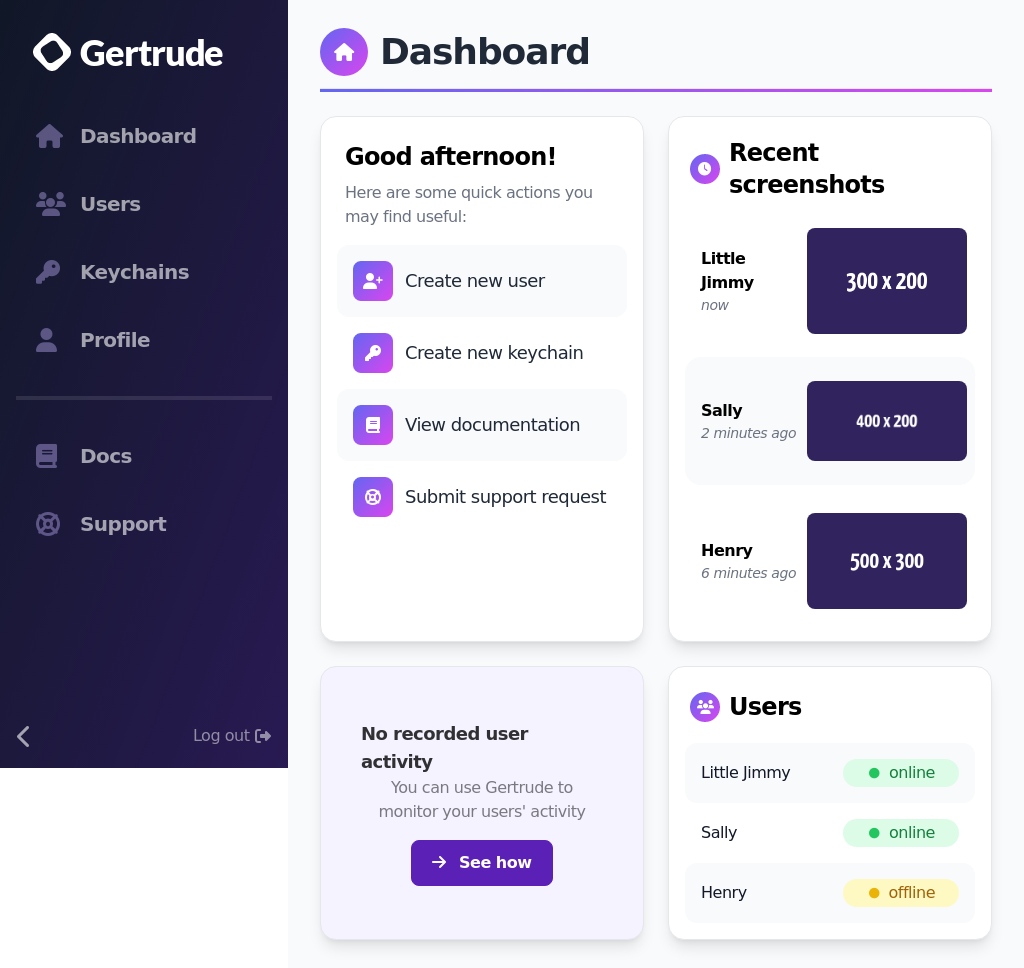 Gertrude
Dashboard
Users
Keychains
Profile
Docs
Support
Log out
Dashboard
Good afternoon!
Here are some quick actions you
may find useful:
Create new user
Create new keychain
View documentation
Submit support request
Recent
screenshots
Little
Jimmy
now
300 x 200
Sally
2 minutes ago
400 x 200
Henry
6 minutes ago
500 x 300
No recorded user
activity
You can use Gertrude to
monitor your users' activity
See how
Users
Little Jimmy
online
Sally
online
Henry
offline